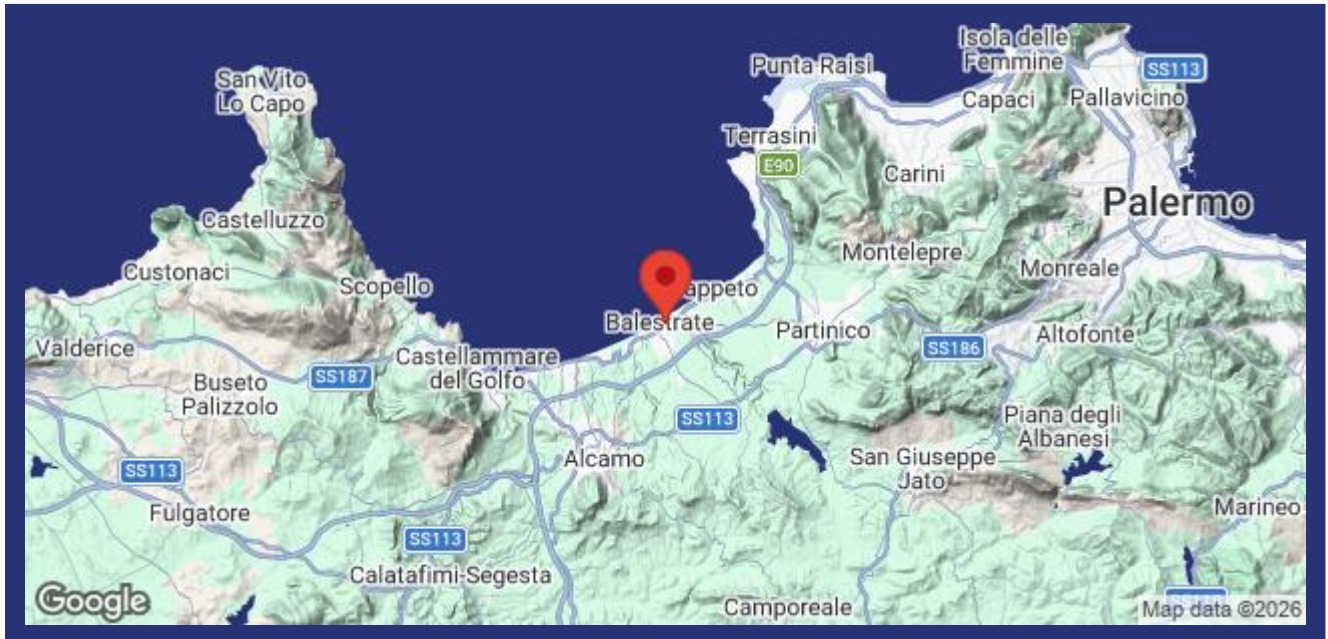 Isola delle
Femmine
San Vito
Lo Capo
Punta Raisi
SS113
Capaci
Pallavicino
Terrasini
E90
Carini
Palermo
Castelluzzo
Montelepre
Custonaci
Scopello
Monreale
appeto
Balestrate
Partinico
Altofonte
Valderice
Castellammare
del Golfo
SS186
SS187
Buseto
Palizzolo
SS113
Piana degli
Albanesi
SS113
Alcamo
San Giuseppe
Jato
Fulgatore
Marineo
SS113
Calatafimi-Segesta
Google
Camporeale
Map data ©2026